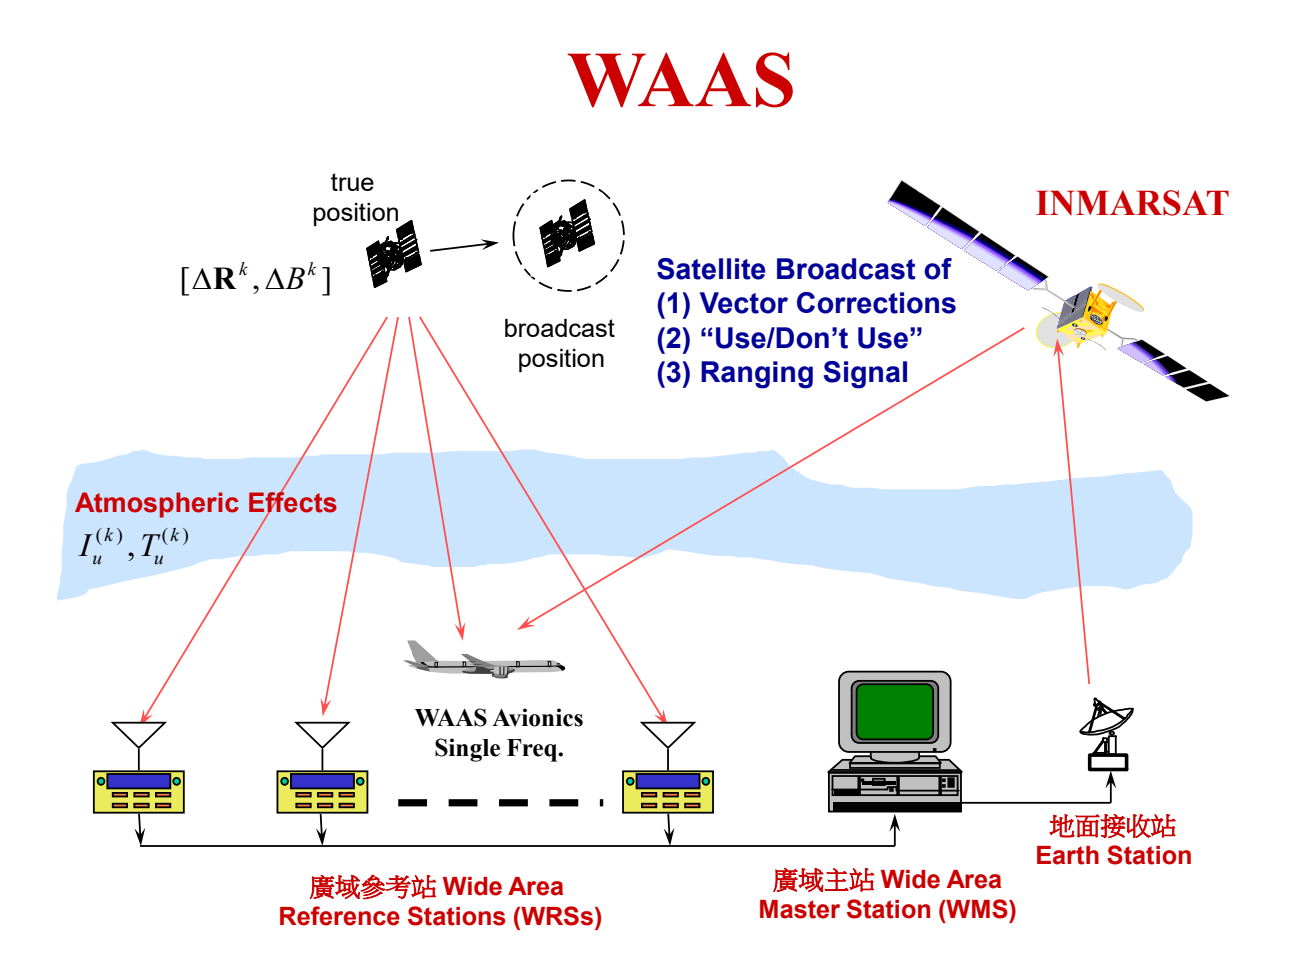 WAAS
true
position
[ΔR^k, ΔB^k]
broadcast
position
INMARSAT
Satellite Broadcast of
(1) Vector Corrections
(2) “Use/Don’t Use”
(3) Ranging Signal
Atmospheric Effects
I_u^(k), T_u^(k)
WAAS Avionics
Single Freq.
廣域參考站 Wide Area
Reference Stations (WRSs)
廣域主站 Wide Area
Master Station (WMS)
地面接收站
Earth Station